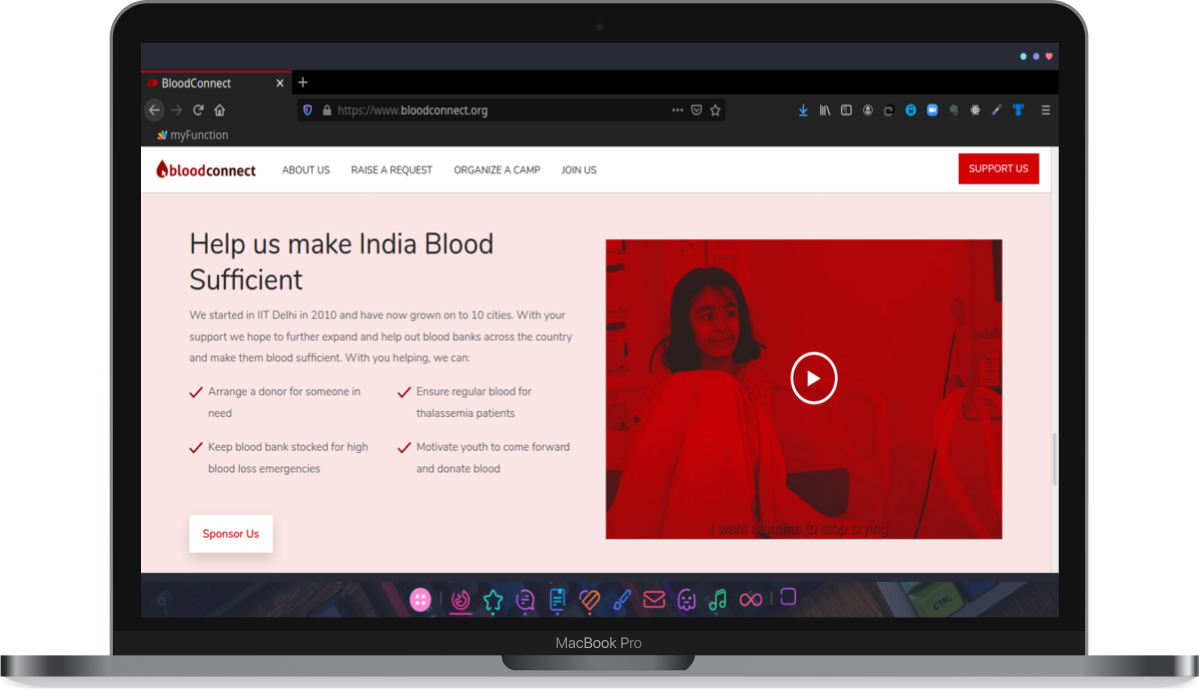 BloodConnect
https://www.bloodconnect.org
myFunction
bloodconnect
ABOUT US
RAISE A REQUEST
ORGANIZE A CAMP
JOIN US
SUPPORT US
Help us make India Blood
Sufficient
We started in IIT Delhi in 2010 and have now grown on to 10 cities. With your
support we hope to further expand and help out blood banks across the country
and make them blood sufficient. With you helping, we can:
Arrange a donor for someone in
need
Ensure regular blood for
thalassemia patients
Keep blood bank stocked for high
blood loss emergencies
Motivate youth to come forward
and donate blood
Sponsor Us
I want mumma to stop crying
CTRL
MacBook Pro